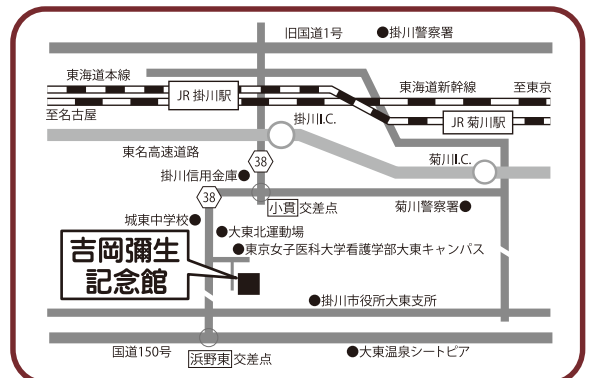 旧国道1号
●掛川警察署
東海道本線
JR 掛川駅
東海道新幹線
至東京
至名古屋
掛川I.C.
JR 菊川駅
東名高速道路
38
菊川I.C.
掛川信用金庫●
38
小貫交差点
菊川警察署●
城東中学校●
●大東北運動場
●東京女子医科大学看護学部大東キャンパス
吉岡彌生
記念館
●掛川市役所大東支所
国道150号
浜野東交差点
●大東温泉シートピア